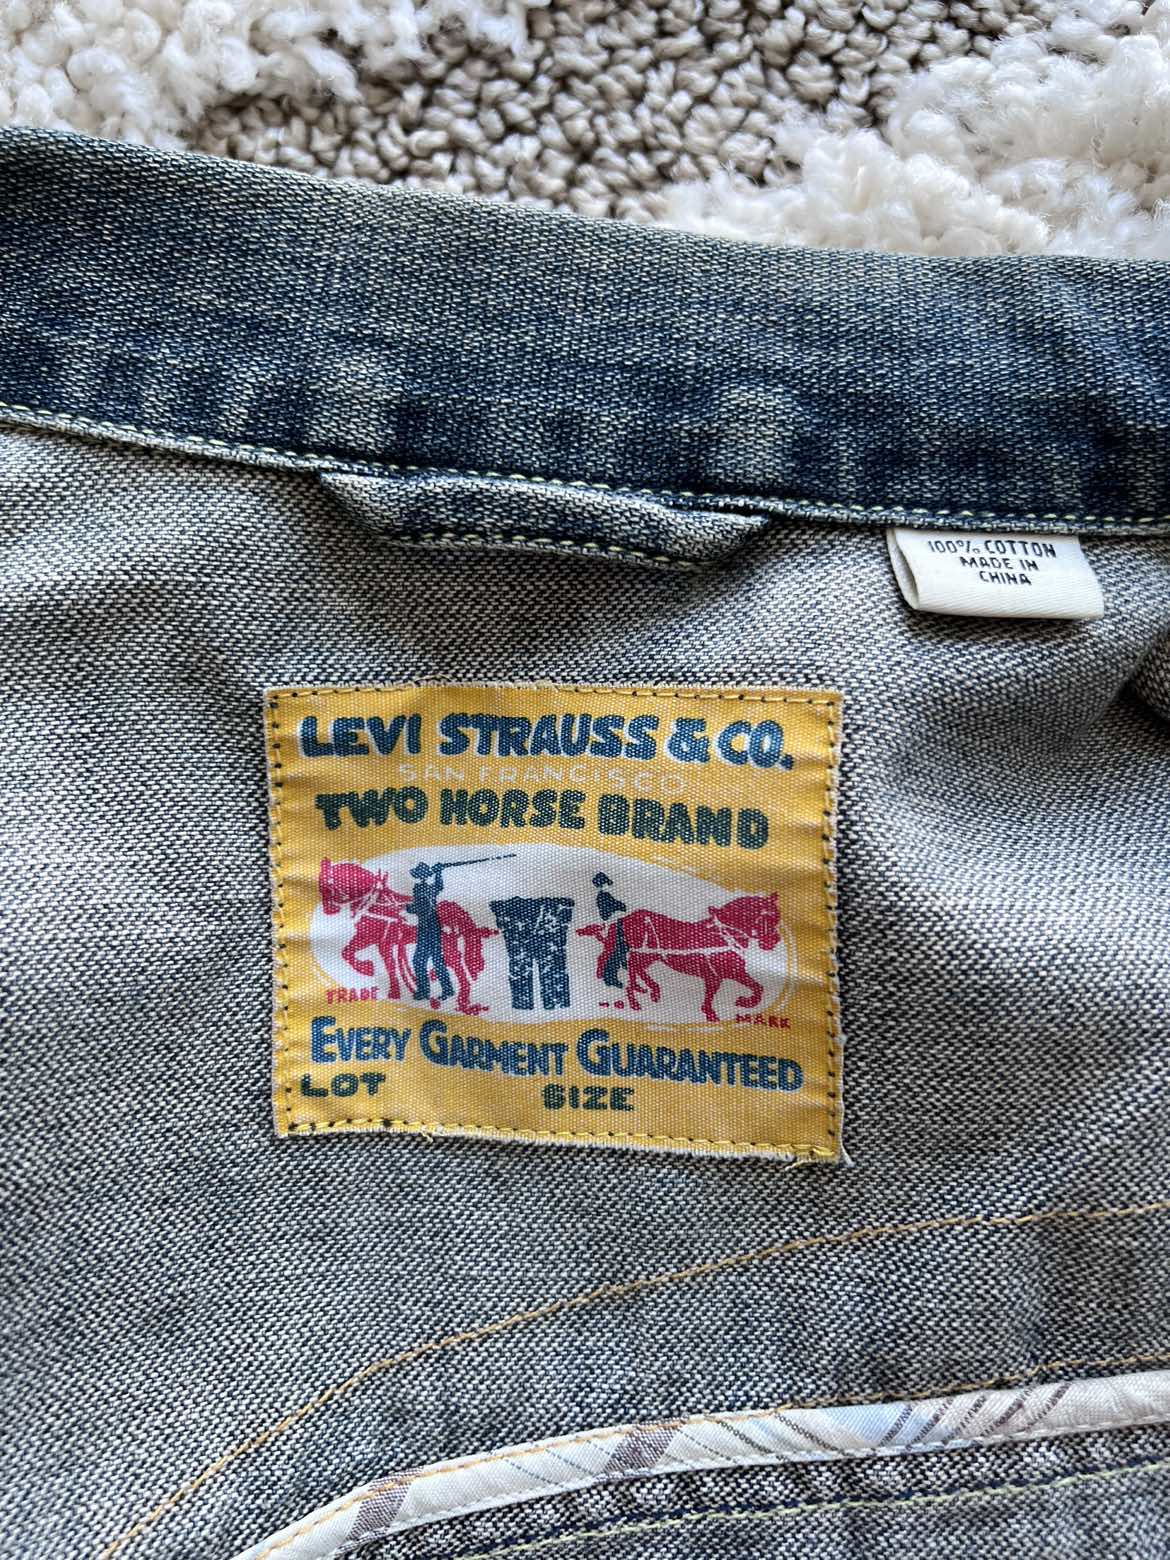 100% COTTON
MADE IN
CHINA
LEVI STRAUSS & CO.
SAN FRANCISCO
TWO HORSE BRAND
TRADE MARK
EVERY GARMENT GUARANTEED
LOT SIZE